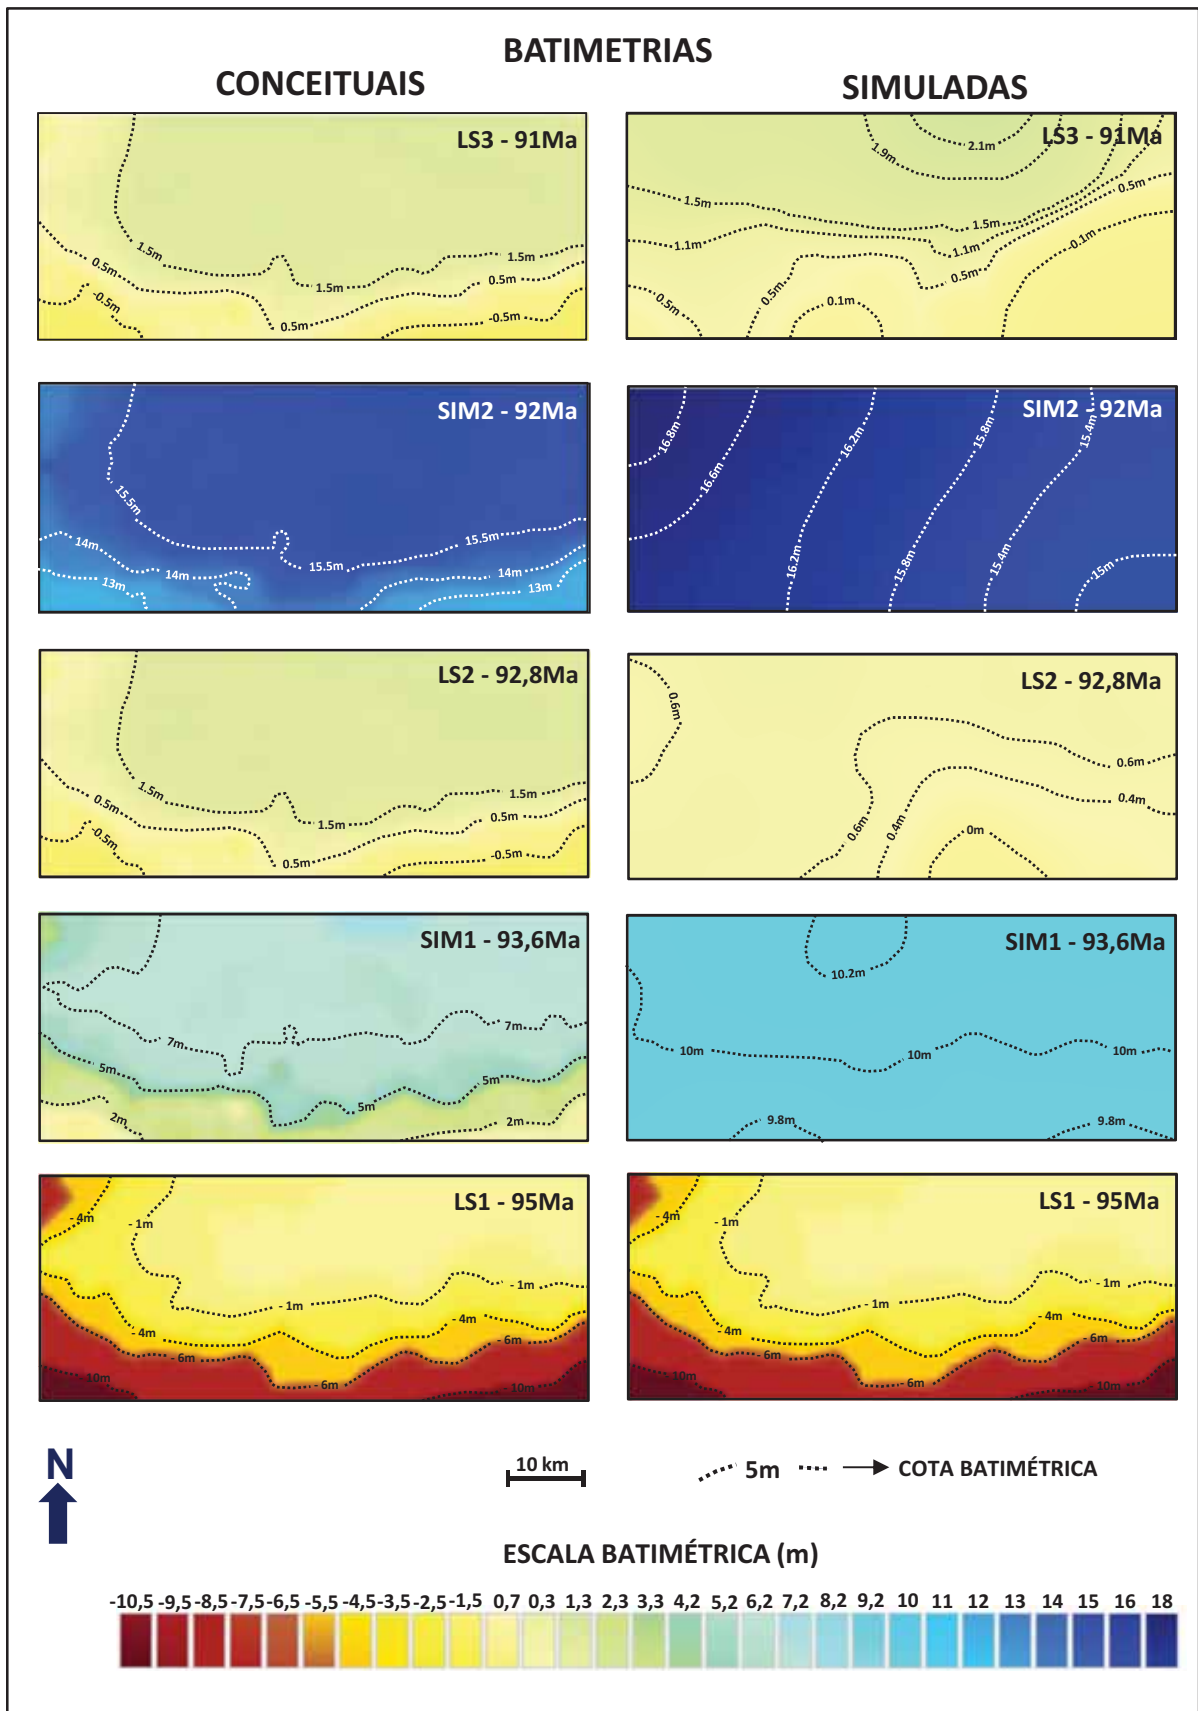 BATIMETRIAS
CONCEITUAIS
SIMULADAS
LS3 - 91Ma
1.5m
1.5m
1.5m
0.5m
0.5m
0.5m
-0.5m
-0.5m
LS3 - 91Ma
2.1m
1.9m
1.5m
1.5m
1.1m
1.1m
0.5m
0.5m
0.5m
0.5m
0.1m
-0.1m
SIM2 - 92Ma
15.5m
15.5m
15.5m
14m
14m
14m
13m
13m
SIM2 - 92Ma
16.8m
16.6m
16.2m
16.2m
15.8m
15.8m
15.4m
15.4m
15m
LS2 - 92,8Ma
1.5m
1.5m
1.5m
0.5m
0.5m
0.5m
-0.5m
-0.5m
LS2 - 92,8Ma
0.6m
0.6m
0.6m
0.4m
0.4m
0m
SIM1 - 93,6Ma
7m
7m
5m
5m
5m
2m
2m
SIM1 - 93,6Ma
10.2m
10m
10m
10m
9.8m
9.8m
LS1 - 95Ma
- 4m
- 1m
- 1m
- 1m
- 4m
- 4m
- 6m
- 6m
- 6m
- 10m
- 10m
LS1 - 95Ma
- 4m
- 1m
- 1m
- 1m
- 4m
- 4m
- 6m
- 6m
- 6m
- 10m
- 10m
N
10 km
5m
COTA BATIMÉTRICA
ESCALA BATIMÉTRICA (m)
-10,5 -9,5 -8,5 -7,5 -6,5 -5,5 -4,5 -3,5 -2,5 -1,5 0,7 0,3 1,3 2,3 3,3 4,2 5,2 6,2 7,2 8,2 9,2 10 11 12 13 14 15 16 18